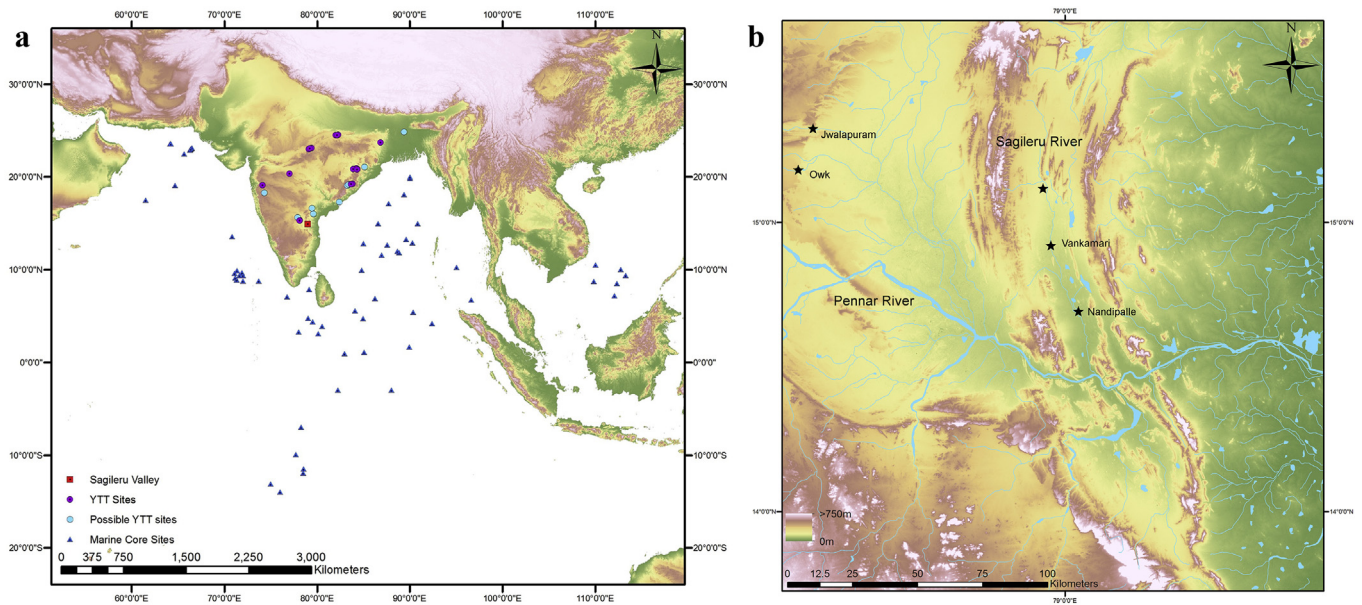 a
60°0'0"E 70°0'0"E 80°0'0"E 90°0'0"E 100°0'0"E 110°0'0"E
N
30°0'0"N 30°0'0"N
20°0'0"N 20°0'0"N
10°0'0"N 10°0'0"N
0°0'0" 0°0'0"
10°0'0"S 10°0'0"S
20°0'0"S 20°0'0"S
Sagileru Valley
YTT Sites
Possible YTT sites
Marine Core Sites
0 375 750 1,500 2,250 3,000
Kilometers
60°0'0"E 70°0'0"E 80°0'0"E 90°0'0"E 100°0'0"E 110°0'0"E
b
79°0'0"E
N
Jwalapuram
Sagileru River
Owk
15°0'0"N 15°0'0"N
Vankamari
Pennar River
Nandipalle
14°0'0"N 14°0'0"N
>750m
0m
0 12.5 25 50 75 100
Kilometers
79°0'0"E